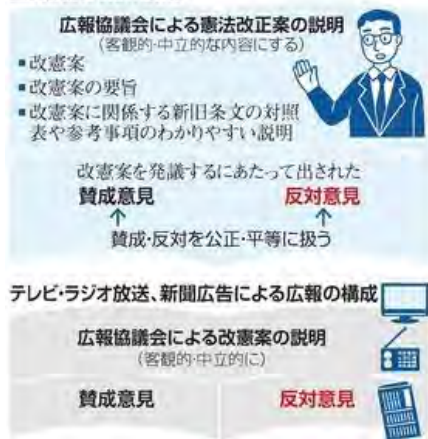 広報協議会による憲法改正案の説明
(客観的・中立的な内容にする)
■改憲案
■改憲案の要旨
■改憲案に関係する新旧条文の対照
表や参考事項のわかりやすい説明
改憲案を発議するにあたって出された
賛成意見 反対意見
賛成・反対を公正・平等に扱う
テレビ・ラジオ放送、新聞広告による広報の構成
広報協議会による改憲案の説明
(客観的・中立的に)
賛成意見 反対意見